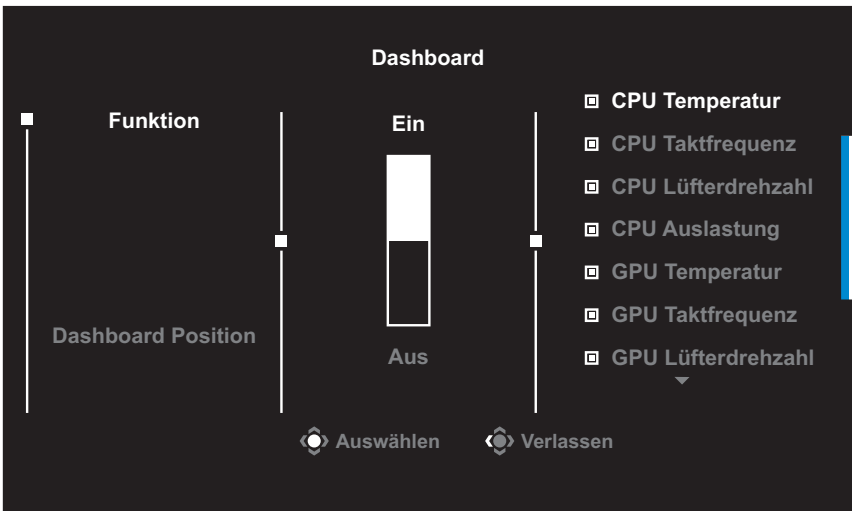 Dashboard
Funktion
Dashboard Position
Ein
Aus
CPU Temperatur
CPU Taktfrequenz
CPU Lüfterdrehzahl
CPU Auslastung
GPU Temperatur
GPU Taktfrequenz
GPU Lüfterdrehzahl
Auswählen
Verlassen